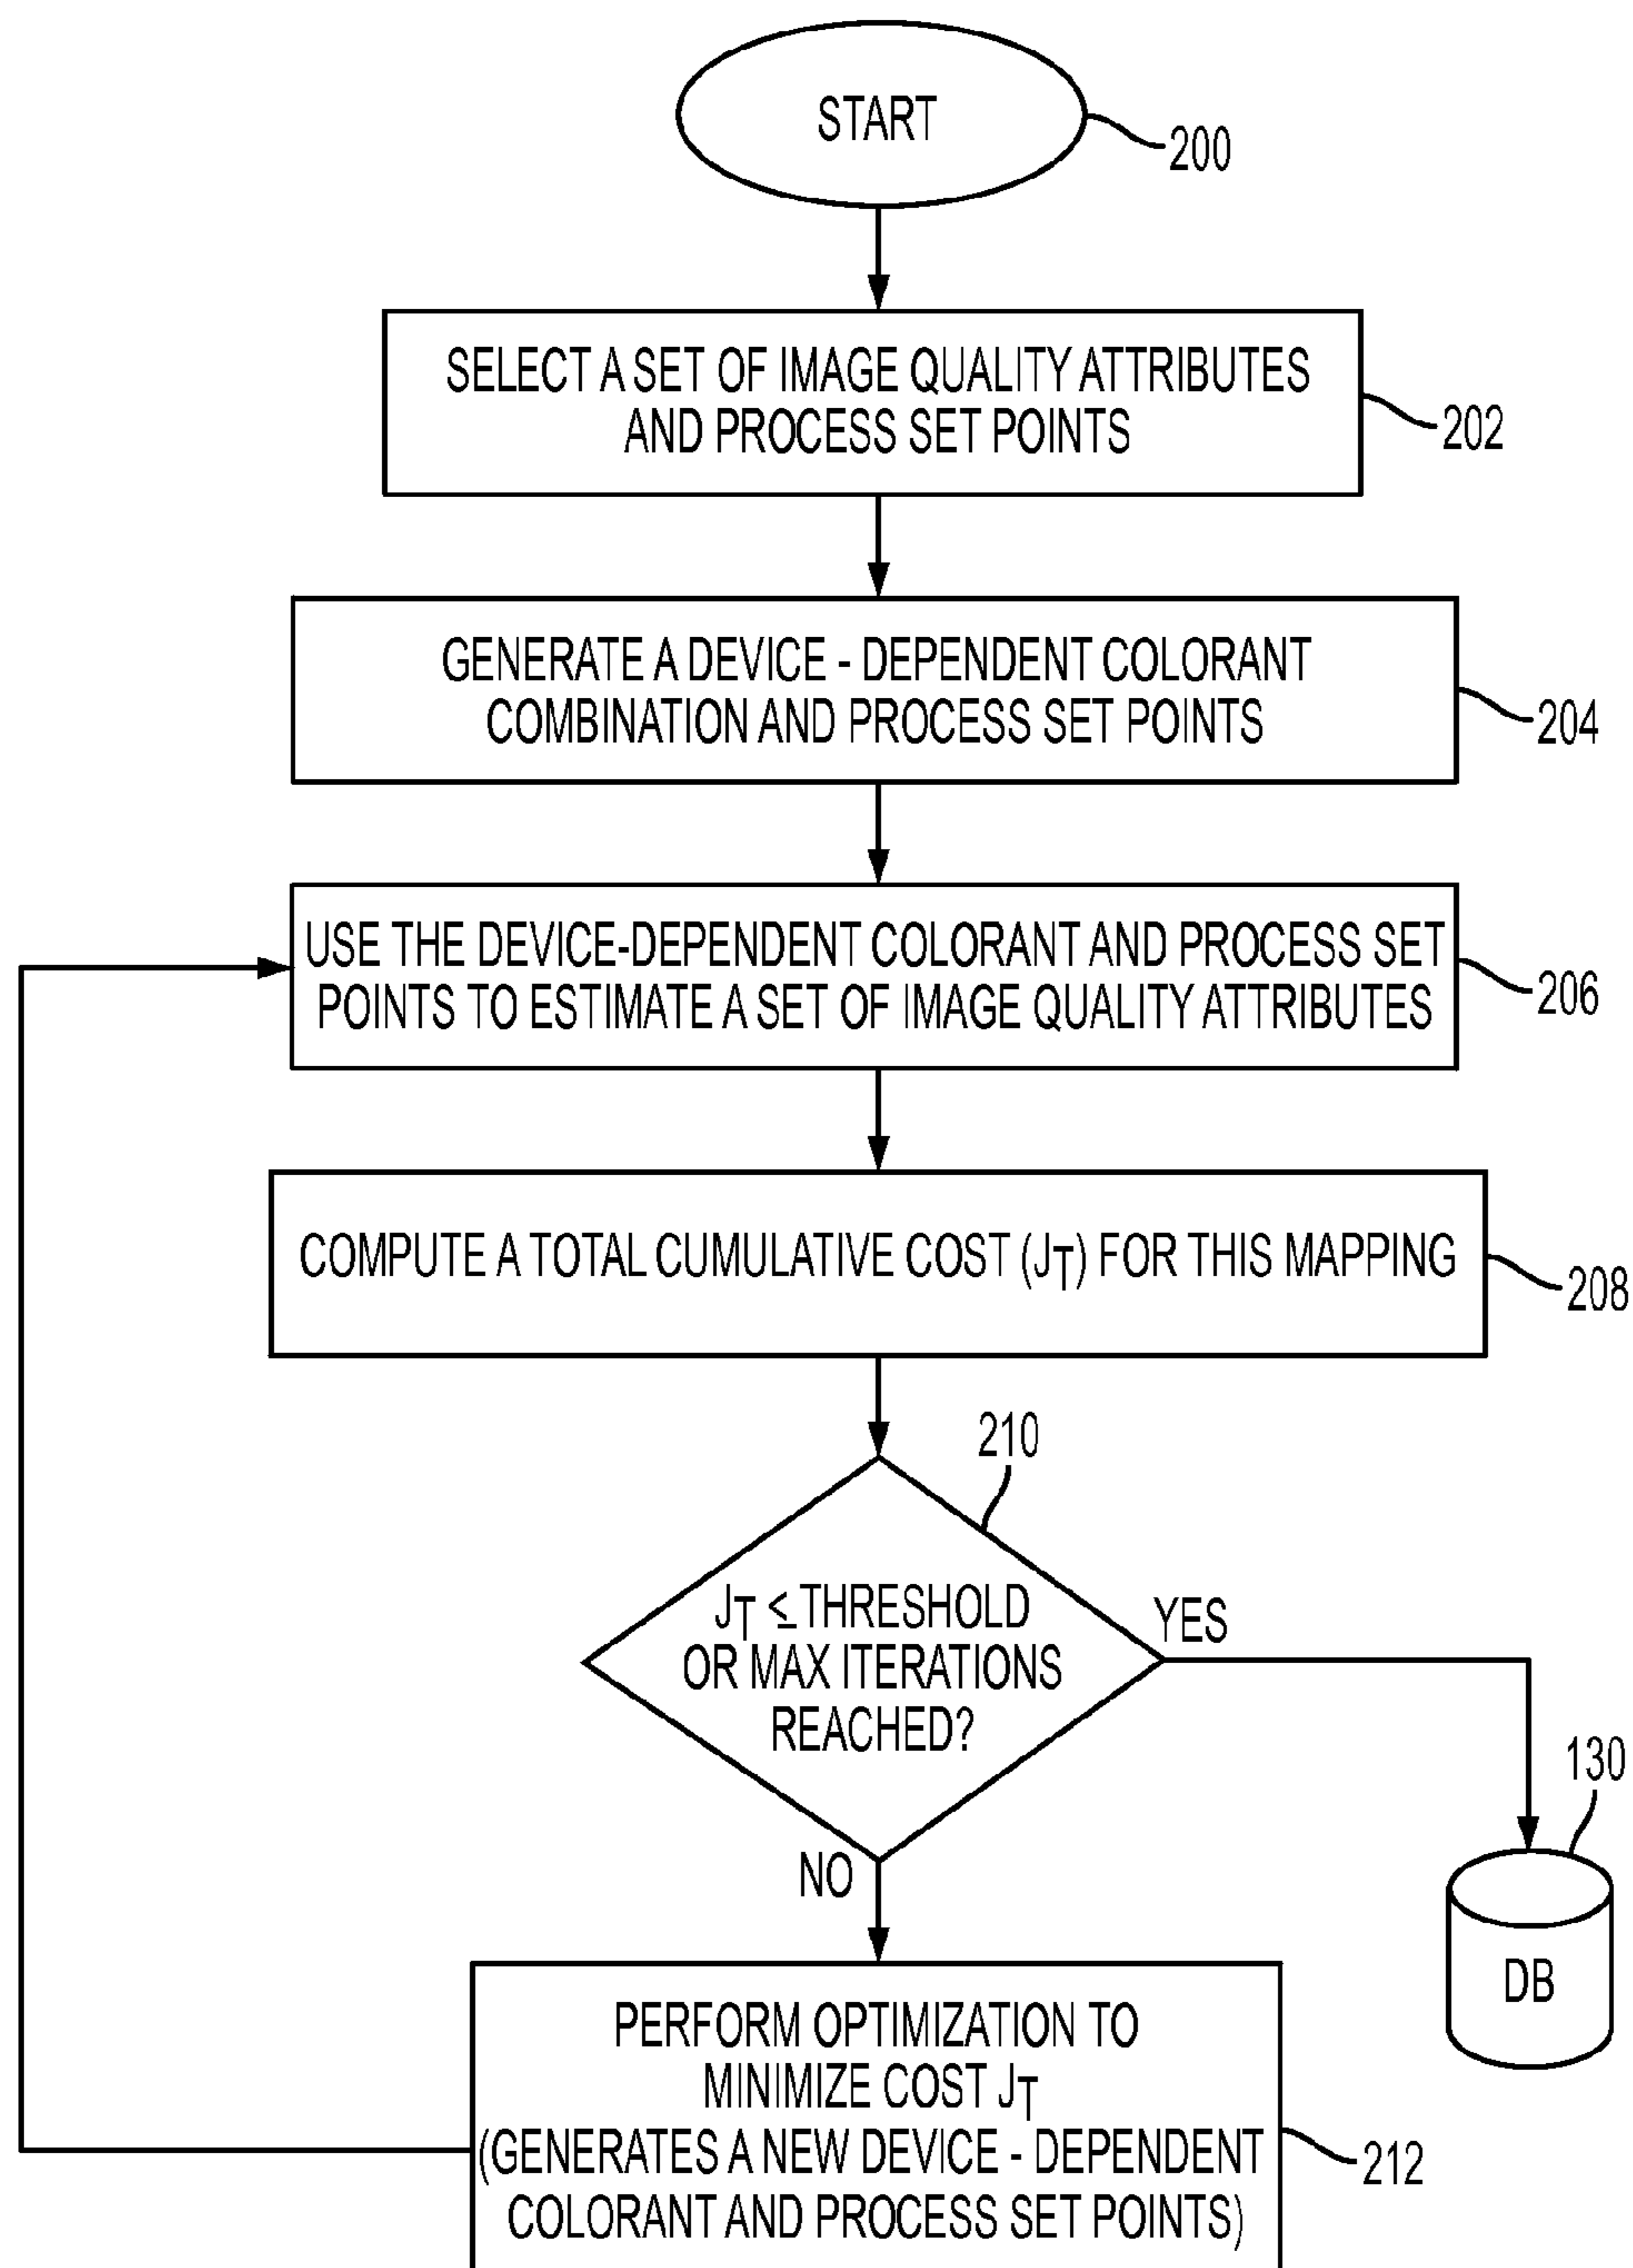 START
200
SELECT A SET OF IMAGE QUALITY ATTRIBUTES
AND PROCESS SET POINTS
202
GENERATE A DEVICE - DEPENDENT COLORANT
COMBINATION AND PROCESS SET POINTS
204
USE THE DEVICE-DEPENDENT COLORANT AND PROCESS SET
POINTS TO ESTIMATE A SET OF IMAGE QUALITY ATTRIBUTES
206
COMPUTE A TOTAL CUMULATIVE COST (JT) FOR THIS MAPPING
208
210
JT ≤ THRESHOLD
OR MAX ITERATIONS
REACHED?
YES
130
DB
NO
PERFORM OPTIMIZATION TO
MINIMIZE COST JT
(GENERATES A NEW DEVICE - DEPENDENT
COLORANT AND PROCESS SET POINTS)
212